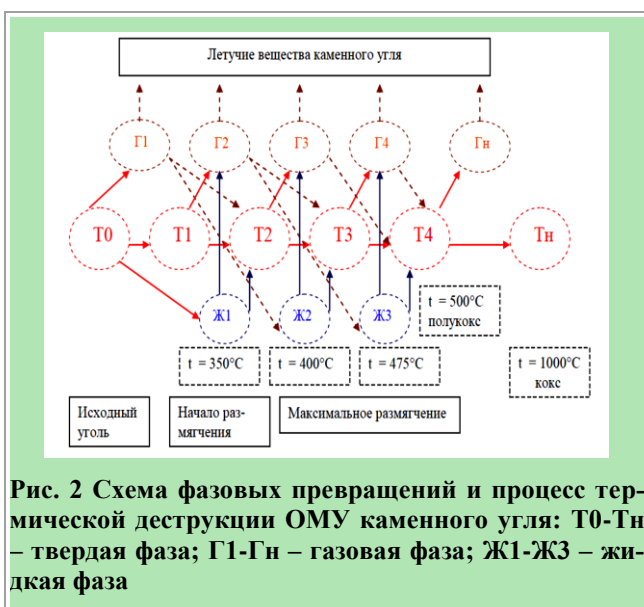 Летучие вещества каменного угля
Г1 Г2 Г3 Г4 Гн
Т0 Т1 Т2 Т3 Т4 Тн
Ж1 Ж2 Ж3
t = 500°C
полукокс
t = 350°C t = 400°C t = 475°C
t = 1000°C
кокс
Исходный
уголь
Начало раз-
мягчения
Максимальное размягчение
Рис. 2 Схема фазовых превращений и процесс тер-
мической деструкции ОМУ каменного угля: Т0-Тн
– твердая фаза; Г1-Гн – газовая фаза; Ж1-Ж3 – жи-
дкая фаза